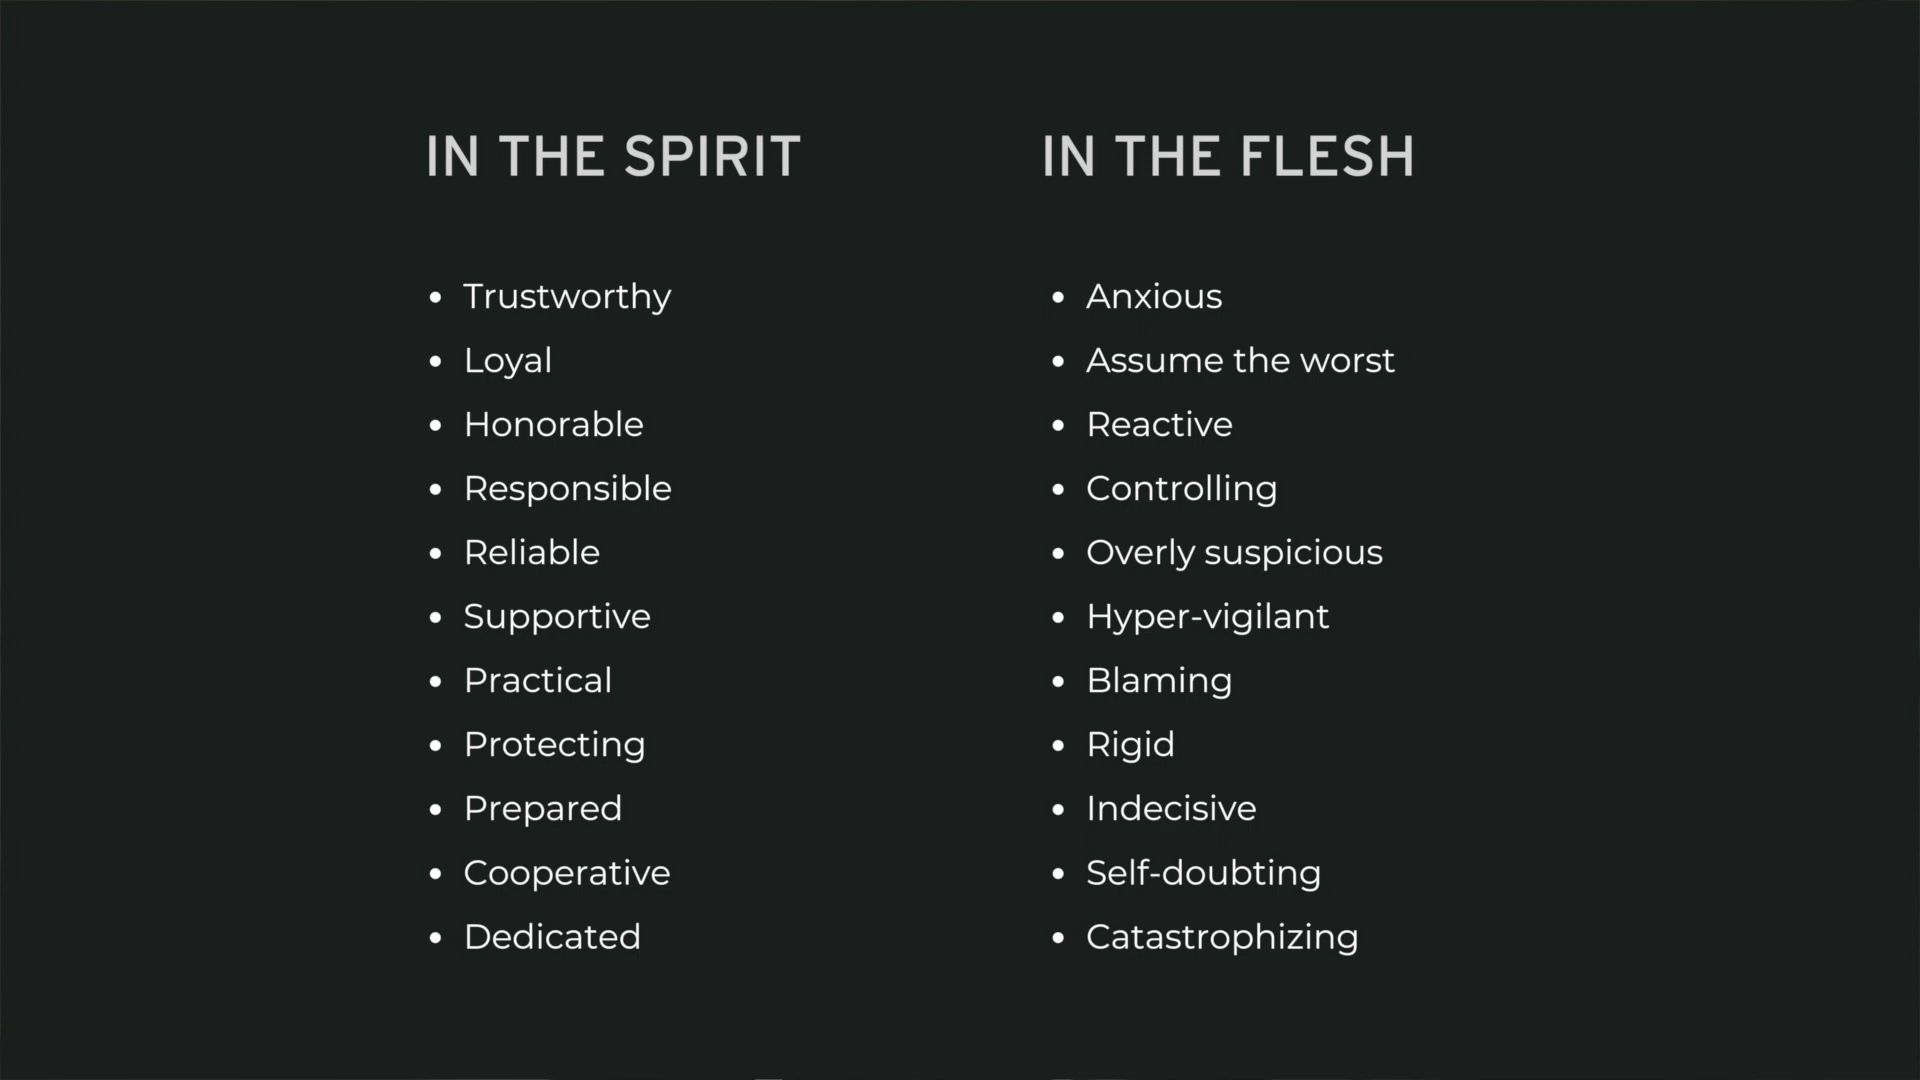 IN THE SPIRIT
• Trustworthy
• Loyal
• Honorable
• Responsible
• Reliable
• Supportive
• Practical
• Protecting
• Prepared
• Cooperative
• Dedicated
IN THE FLESH
• Anxious
• Assume the worst
• Reactive
• Controlling
• Overly suspicious
• Hyper-vigilant
• Blaming
• Rigid
• Indecisive
• Self-doubting
• Catastrophizing